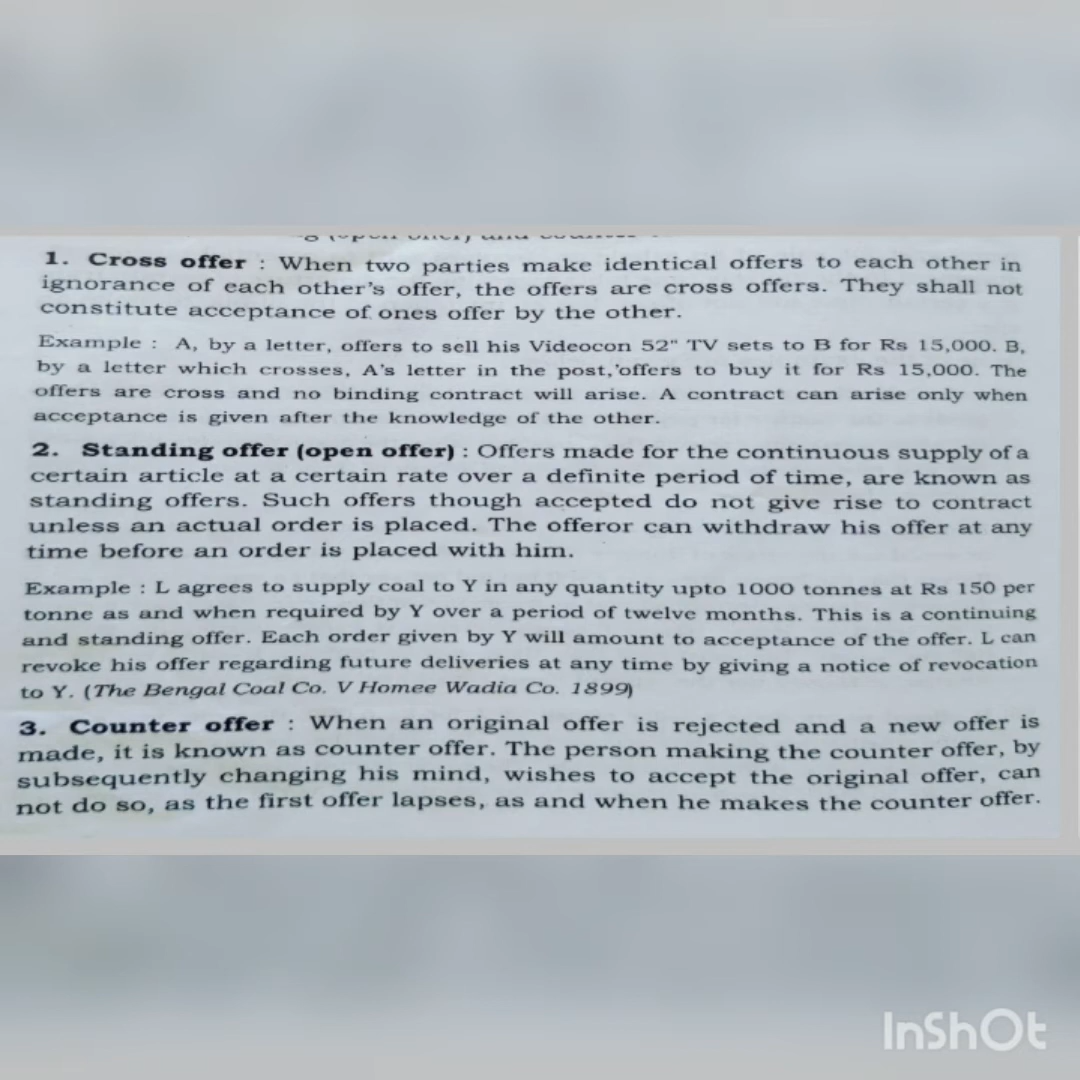 1. Cross offer : When two parties make identical offers to each other in
ignorance of each other's offer, the offers are cross offers. They shall not
constitute acceptance of ones offer by the other.
Example : A, by a letter, offers to sell his Videocon 52" TV sets to B for Rs 15,000. B,
by a letter which crosses, A's letter in the post, offers to buy it for Rs 15,000. The
offers are cross and no binding contract will arise. A contract can arise only when
acceptance is given after the knowledge of the other.
2. Standing offer (open offer) : Offers made for the continuous supply of a
certain article at a certain rate over a definite period of time, are known as
standing offers. Such offers though accepted do not give rise to contract
unless an actual order is placed. The offeror can withdraw his offer at any
time before an order is placed with him.
Example : L agrees to supply coal to Y in any quantity upto 1000 tonnes at Rs 150 per
tonne as and when required by Y over a period of twelve months. This is a continuing
and standing offer. Each order given by Y will amount to acceptance of the offer. L can
revoke his offer regarding future deliveries at any time by giving a notice of revocation
to Y. (The Bengal Coal Co. V Homee Wadia Co. 1899)
3. Counter offer : When an original offer is rejected and a new offer is
made, it is known as counter offer. The person making the counter offer, by
subsequently changing his mind, wishes to accept the original offer, can
not do so, as the first offer lapses, as and when he makes the counter offer.
InShOt